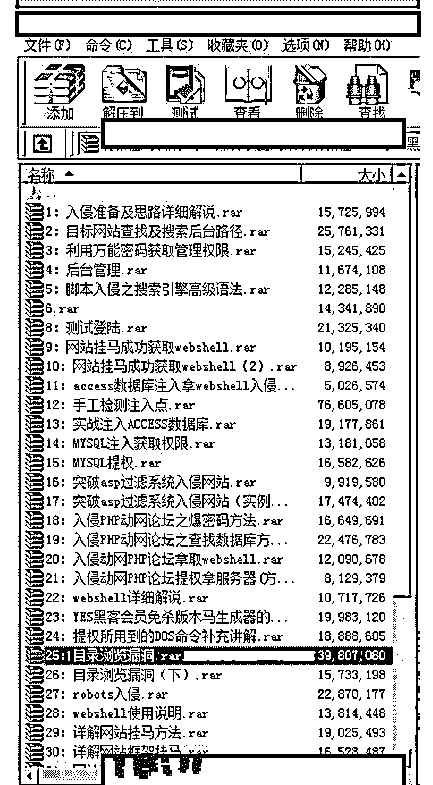 文件(F) 命令(C) 工具(S) 收藏夹(O) 选项(N) 帮助(H)
添加 解压到 测试 查看 删除 查找
名称 大小
1: 入侵准备及思路详细解说.rar 15,725,994
2: 目标网站查找及搜索后台路径.rar 25,761,331
3: 利用万能密码获取管理权限.rar 15,245,425
4: 后台管理.rar 11,674,108
5: 脚本入侵之搜索引擎高级语法.rar 12,285,148
6.rar 14,341,890
8: 测试登陆.rar 21,325,340
9: 网站挂马成功获取webshell.rar 10,195,154
10: 网站挂马成功获取webshell(2).rar 8,926,453
11: access数据库注入拿webshell入侵... 5,026,574
12: 手工检测注入点.rar 76,605,078
13: 实战注入ACCESS数据库.rar 19,177,861
14: MYSQL注入获取权限.rar 13,181,058
15: MYSQL提权.rar 16,582,626
16: 突破asp过滤系统入侵网站.rar 9,919,580
17: 突破asp过滤系统入侵网站(实例... 17,474,402
18: 入侵PHP动网论坛之爆密码方法.rar 16,649,691
19: 入侵PHP动网论坛之查找数据库方... 22,476,783
20: 入侵动网PHP论坛拿取webshell.rar 12,090,678
21: 入侵动网PHP论坛提权拿服务器(方... 8,129,379
22: webshell详细解说.rar 10,717,726
23: YES黑客会员免杀版木马生成器的... 19,983,120
24: 提权所用到的DOS命令补充讲解.rar 18,888,605
25: 目录浏览漏洞.rar 39,807,080
26: 目录浏览漏洞(下).rar 15,733,198
27: robots入侵.rar 22,870,177
28: webshell使用说明.rar 13,814,448
29: 详解网站挂马方法.rar 19,025,493
30: 详解网站框架挂马.rar 16,528,487